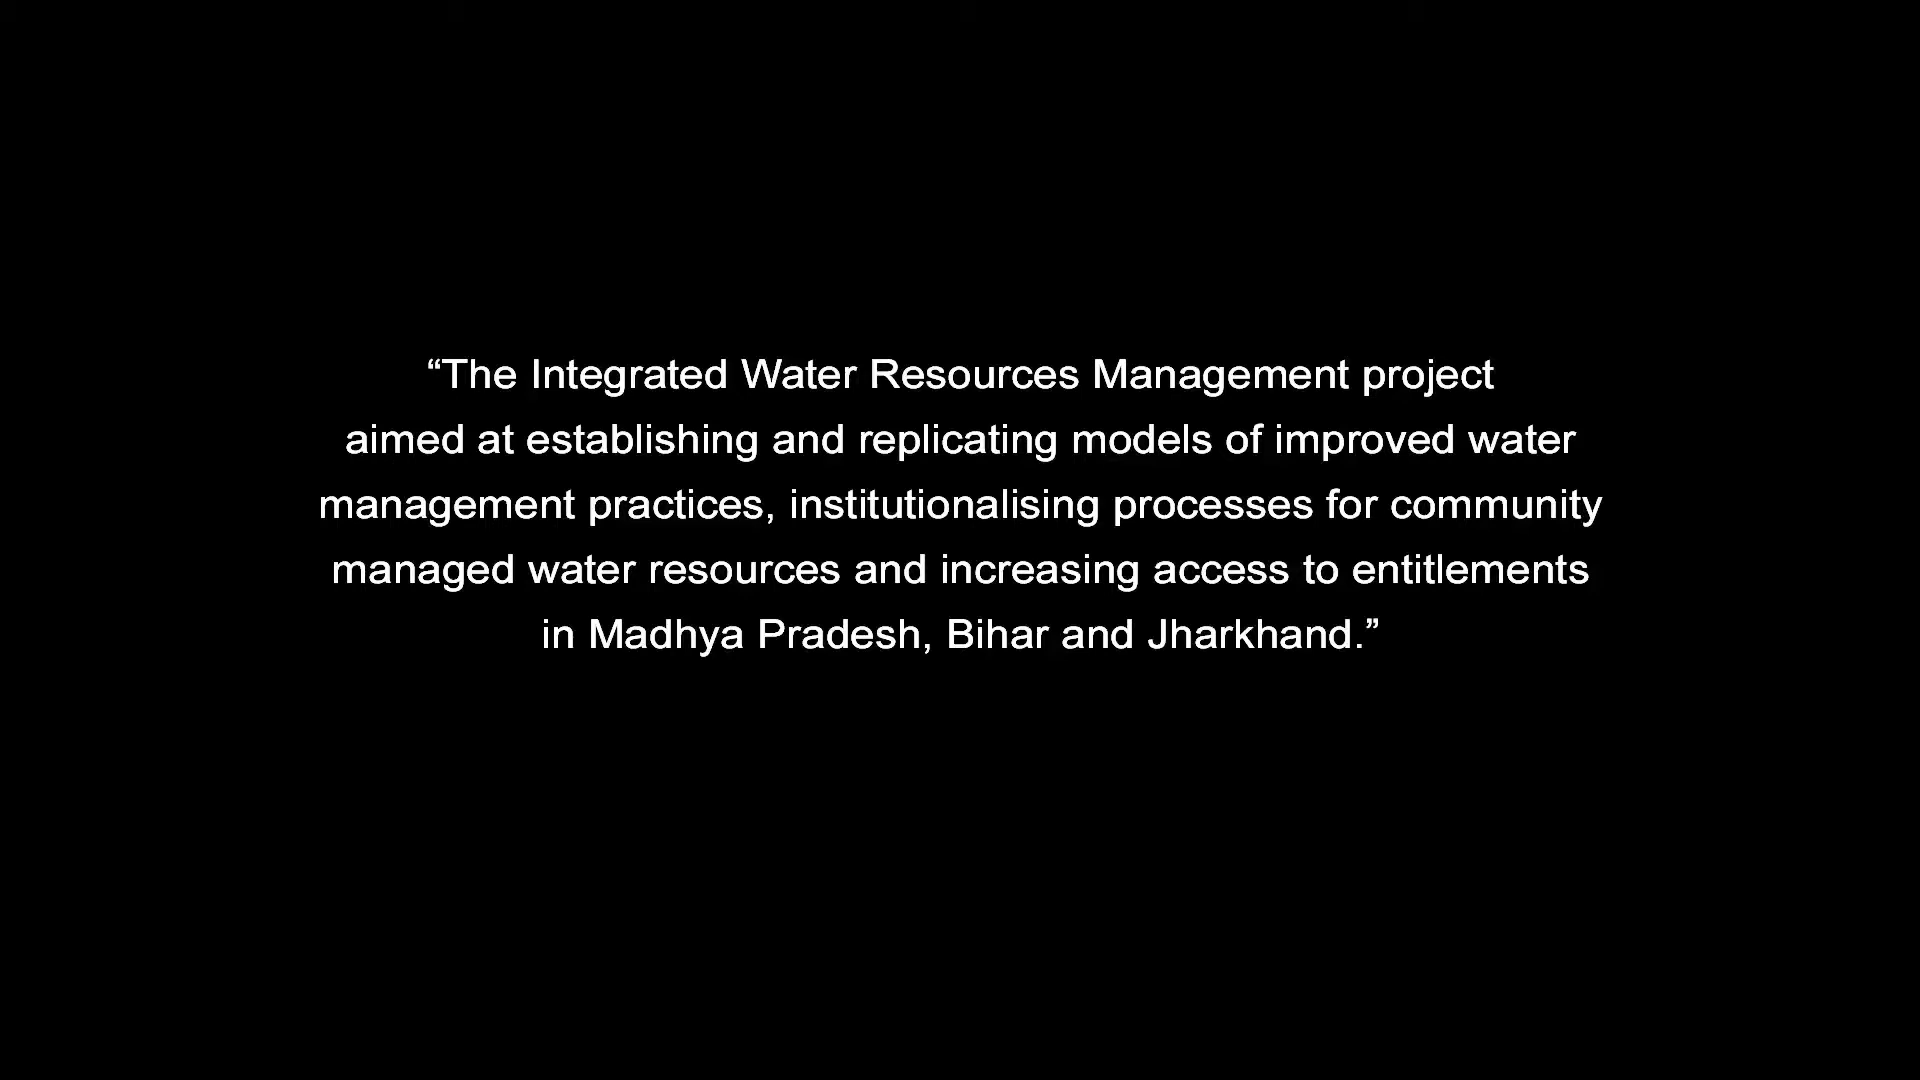 “The Integrated Water Resources Management project
aimed at establishing and replicating models of improved water
management practices, institutionalising processes for community
managed water resources and increasing access to entitlements
in Madhya Pradesh, Bihar and Jharkhand.”